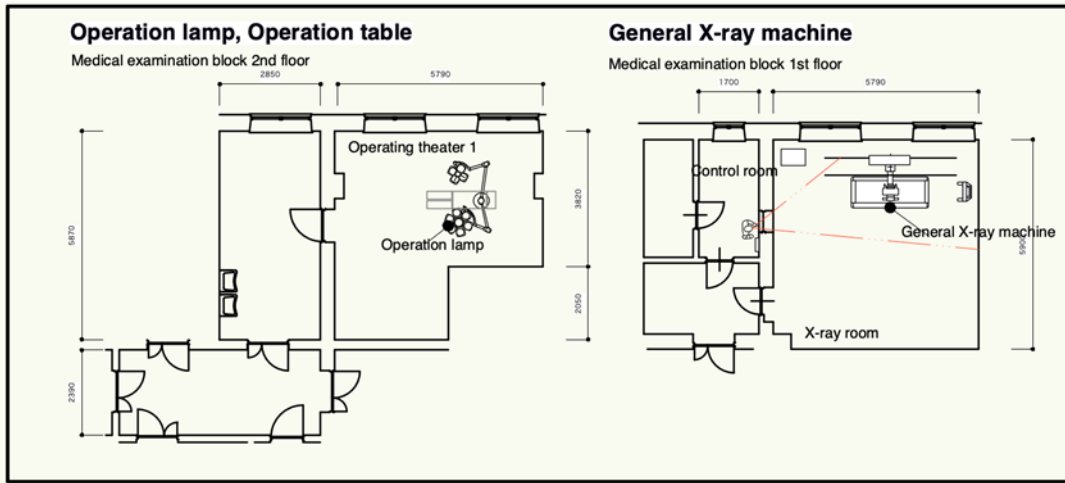 Operation lamp, Operation table
Medical examination block 2nd floor
2850
5790
Operating theater 1
Operation lamp
5870
3820
2050
2390
General X-ray machine
Medical examination block 1st floor
1700
5790
Control room
General X-ray machine
X-ray room
5900